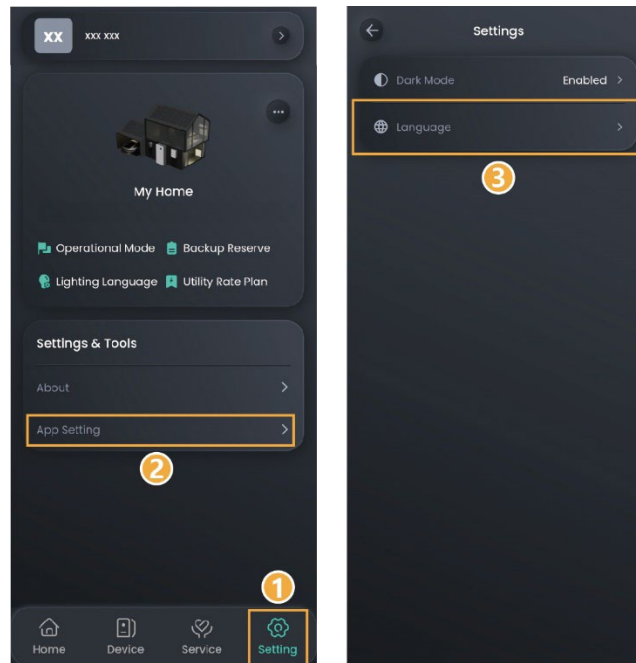 XX
xxx xxx
My Home
Operational Mode
Backup Reserve
Lighting Language
Utility Rate Plan
Settings & Tools
About
App Setting
2
1
Home
Device
Service
Setting
Settings
Dark Mode
Enabled
Language
3